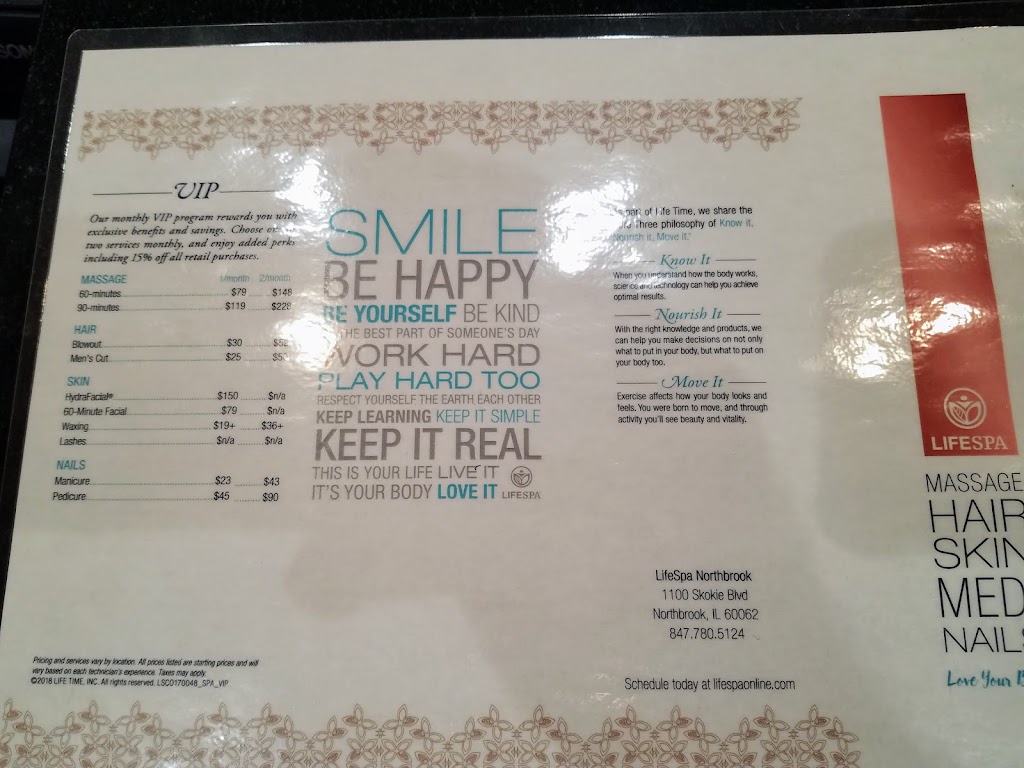 VIP
Our monthly VIP program rewards you with
exclusive benefits and savings. Choose
two services monthly, and enjoy added perks
including 15% off all retail purchases.
MASSAGE 1/month 2/month
60-minutes $79 $148
90-minutes $119 $228
HAIR
Blowout $30
Men's Cut $25
SKIN
HydraFacial® $150 $n/a
60-Minute Facial $79 $n/a
Waxing $19+ $36+
Lashes $n/a $n/a
NAILS
Manicure $23 $43
Pedicure $45 $90
Pricing and services vary by location. All prices listed are starting prices and will
vary based on each technician's experience. Taxes may apply.
©2018 LIFE TIME, INC. All rights reserved. LSCO170048_SPA_VIP
SMILE
BE HAPPY
BE YOURSELF BE KIND
THE BEST PART OF SOMEONE'S DAY
WORK HARD
PLAY HARD TOO
RESPECT YOURSELF THE EARTH EACH OTHER
KEEP LEARNING KEEP IT SIMPLE
KEEP IT REAL
THIS IS YOUR LIFE LIVE IT
IT'S YOUR BODY LOVE IT LIFESPA
part of Life Time, we share the
Three philosophy of Know it,
Nourish it, Move it.
Know It
When you understand how the body works,
science and technology can help you achieve
optimal results.
Nourish It
With the right knowledge and products, we
can help you make decisions on not only
what to put in your body, but what to put on
your body too.
Move It
Exercise affects how your body looks and
feels. You were born to move, and through
activity you'll see beauty and vitality.
LifeSpa Northbrook
1100 Skokie Blvd
Northbrook, IL 60062
847.780.5124
Schedule today at lifespaonline.com
LIFESPA
MASSAGE
HAIR
SKIN
MED
NAILS
Love Your B